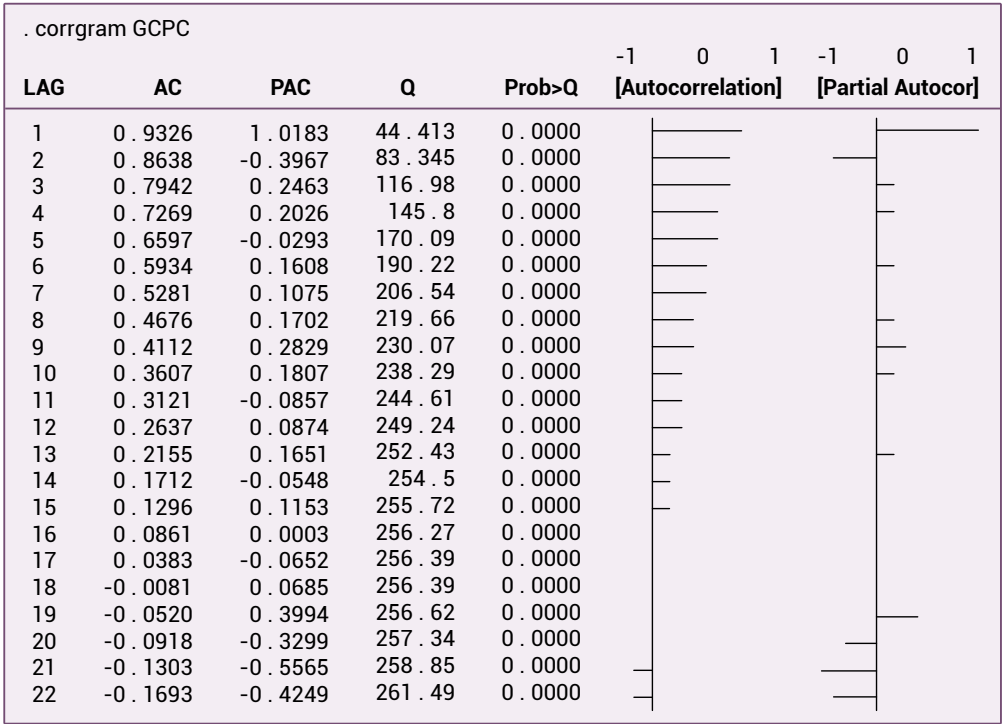 . corrgram GCPC
-1 0 1 -1 0 1
LAG AC PAC Q Prob>Q [Autocorrelation] [Partial Autocor]
1 0 . 9326 1 . 0183 44 . 413 0 . 0000
2 0 . 8638 -0 . 3967 83 . 345 0 . 0000
3 0 . 7942 0 . 2463 116 . 98 0 . 0000
4 0 . 7269 0 . 2026 145 . 8 0 . 0000
5 0 . 6597 -0 . 0293 170 . 09 0 . 0000
6 0 . 5934 0 . 1608 190 . 22 0 . 0000
7 0 . 5281 0 . 1075 206 . 54 0 . 0000
8 0 . 4676 0 . 1702 219 . 66 0 . 0000
9 0 . 4112 0 . 2829 230 . 07 0 . 0000
10 0 . 3607 0 . 1807 238 . 29 0 . 0000
11 0 . 3121 -0 . 0857 244 . 61 0 . 0000
12 0 . 2637 0 . 0874 249 . 24 0 . 0000
13 0 . 2155 0 . 1651 252 . 43 0 . 0000
14 0 . 1712 -0 . 0548 254 . 5 0 . 0000
15 0 . 1296 0 . 1153 255 . 72 0 . 0000
16 0 . 0861 0 . 0003 256 . 27 0 . 0000
17 0 . 0383 -0 . 0652 256 . 39 0 . 0000
18 -0 . 0081 0 . 0685 256 . 39 0 . 0000
19 -0 . 0520 0 . 3994 256 . 62 0 . 0000
20 -0 . 0918 -0 . 3299 257 . 34 0 . 0000
21 -0 . 1303 -0 . 5565 258 . 85 0 . 0000
22 -0 . 1693 -0 . 4249 261 . 49 0 . 0000